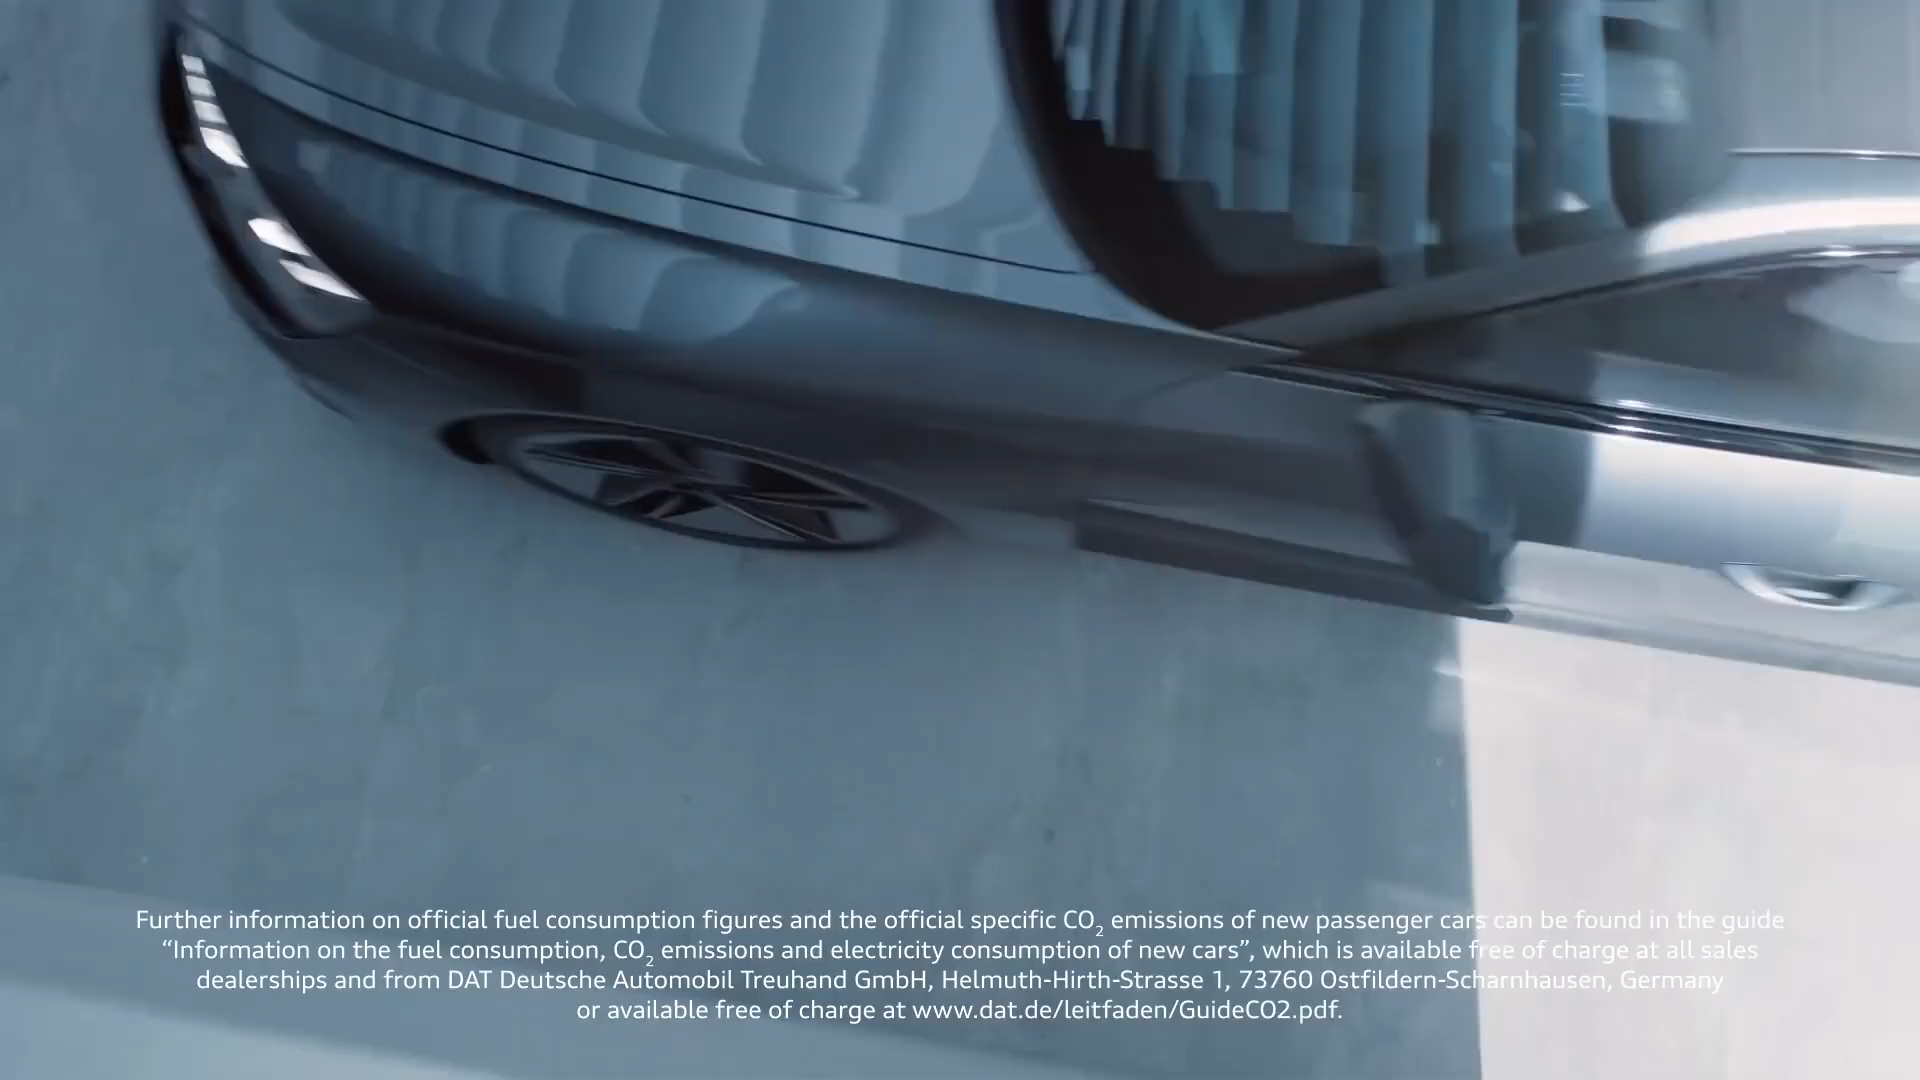 Further information on official fuel consumption figures and the official specific CO₂ emissions of new passenger cars can be found in the guide
“Information on the fuel consumption, CO₂ emissions and electricity consumption of new cars”, which is available free of charge at all sales
dealerships and from DAT Deutsche Automobil Treuhand GmbH, Helmuth-Hirth-Strasse 1, 73760 Ostfildern-Scharnhausen, Germany
or available free of charge at www.dat.de/leitfaden/GuideCO2.pdf.